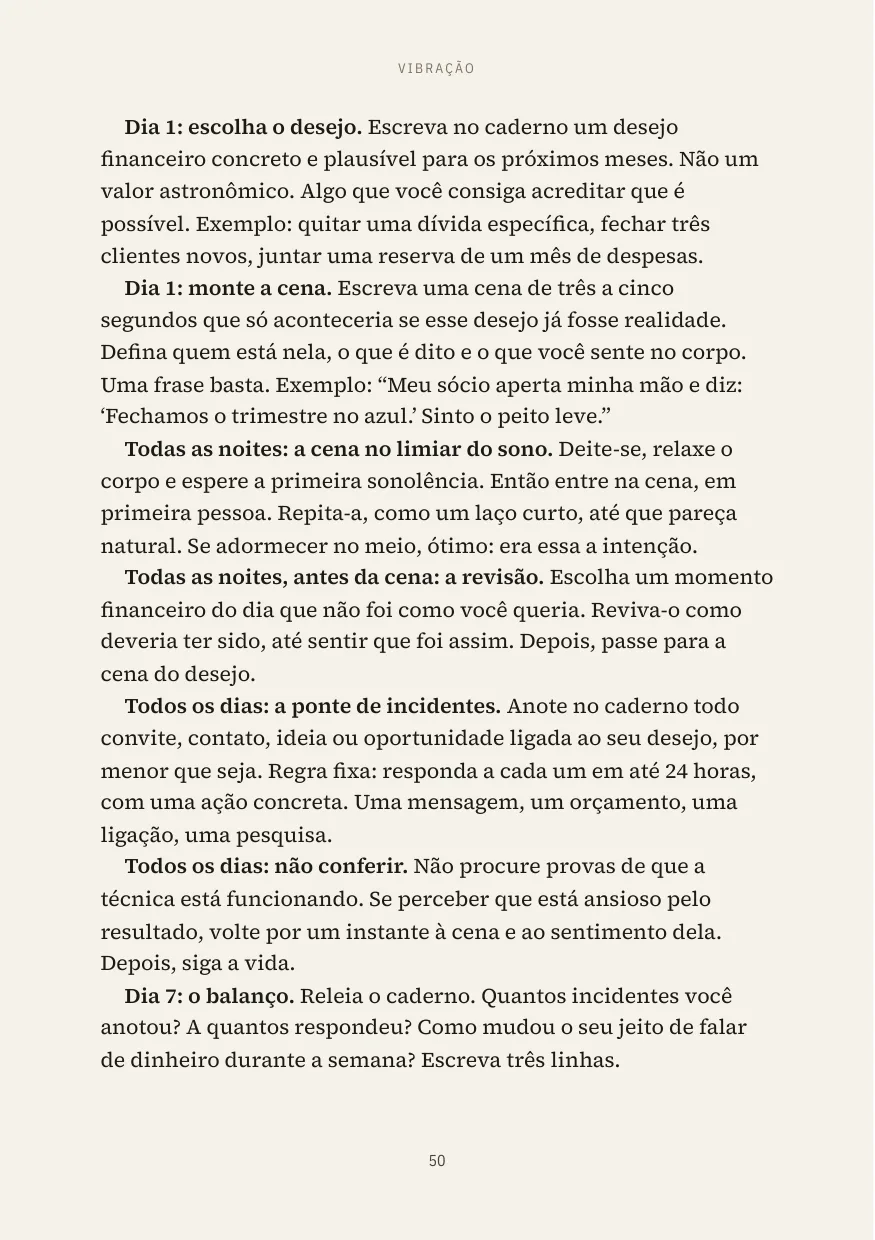 VIBRAÇÃO
Dia 1: escolha o desejo. Escreva no caderno um desejo
financeiro concreto e plausível para os próximos meses. Não um
valor astronômico. Algo que você consiga acreditar que é
possível. Exemplo: quitar uma dívida específica, fechar três
clientes novos, juntar uma reserva de um mês de despesas.
Dia 1: monte a cena. Escreva uma cena de três a cinco
segundos que só aconteceria se esse desejo já fosse realidade.
Defina quem está nela, o que é dito e o que você sente no corpo.
Uma frase basta. Exemplo: “Meu sócio aperta minha mão e diz:
‘Fechamos o trimestre no azul.’ Sinto o peito leve.”
Todas as noites: a cena no limiar do sono. Deite-se, relaxe o
corpo e espere a primeira sonolência. Então entre na cena, em
primeira pessoa. Repita-a, como um laço curto, até que pareça
natural. Se adormecer no meio, ótimo: era essa a intenção.
Todas as noites, antes da cena: a revisão. Escolha um momento
financeiro do dia que não foi como você queria. Reviva-o como
deveria ter sido, até sentir que foi assim. Depois, passe para a
cena do desejo.
Todos os dias: a ponte de incidentes. Anote no caderno todo
convite, contato, ideia ou oportunidade ligada ao seu desejo, por
menor que seja. Regra fixa: responda a cada um em até 24 horas,
com uma ação concreta. Uma mensagem, um orçamento, uma
ligação, uma pesquisa.
Todos os dias: não conferir. Não procure provas de que a
técnica está funcionando. Se perceber que está ansioso pelo
resultado, volte por um instante à cena e ao sentimento dela.
Depois, siga a vida.
Dia 7: o balanço. Releia o caderno. Quantos incidentes você
anotou? A quantos respondeu? Como mudou o seu jeito de falar
de dinheiro durante a semana? Escreva três linhas.
50